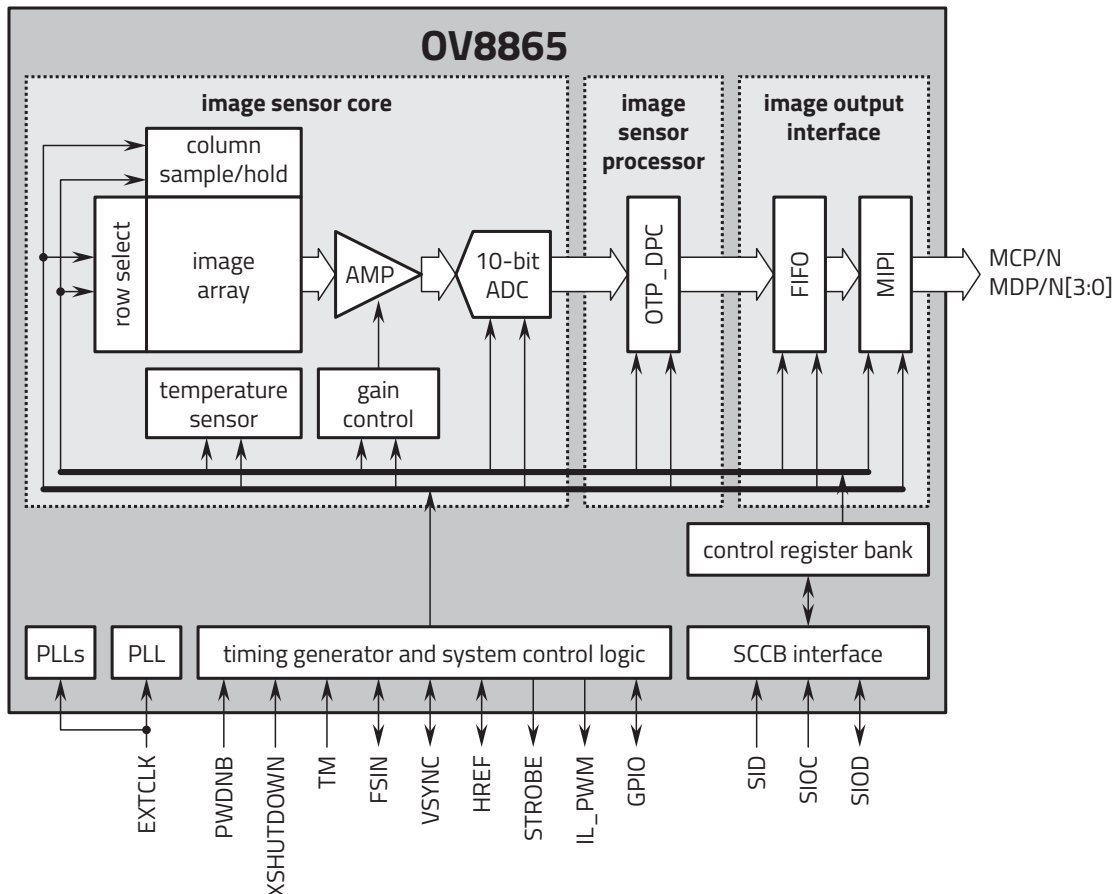 OV8865
image sensor core
image
sensor
processor
image output
interface
column
sample/hold
row select
image
array
AMP
10-bit
ADC
OTP_DPC
FIFO
MIPI
MCP/N
MDP/N[3:0]
temperature
sensor
gain
control
control register bank
PLLs
PLL
timing generator and system control logic
SCCB interface
EXTCLK
PWDNB
XSHUTDOWN
TM
FSIN
VSYNC
HREF
STROBE
IL_PWM
GPIO
SID
SIOC
SIOD